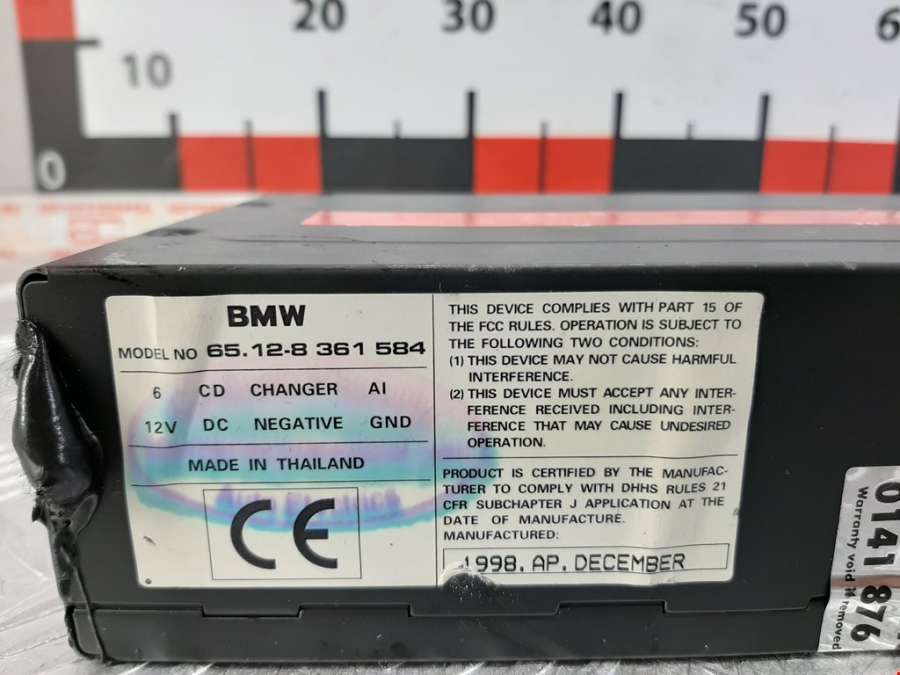 10 20 30 40 50
0
BMW
MODEL NO 65.12-8 361 584
6 CD CHANGER AI
12V DC NEGATIVE GND
MADE IN THAILAND
CE
THIS DEVICE COMPLIES WITH PART 15 OF
THE FCC RULES. OPERATION IS SUBJECT TO
THE FOLLOWING TWO CONDITIONS:
(1) THIS DEVICE MAY NOT CAUSE HARMFUL
INTERFERENCE.
(2) THIS DEVICE MUST ACCEPT ANY INTER-
FERENCE RECEIVED INCLUDING INTER-
FERENCE THAT MAY CAUSE UNDESIRED
OPERATION.
PRODUCT IS CERTIFIED BY THE MANUFAC-
TURER TO COMPLY WITH DHHS RULES 21
CFR SUBCHAPTER J APPLICATION AT THE
DATE OF MANUFACTURE.
MANUFACTURED:
1998. AP. DECEMBER
0141 876
Warranty void if removed